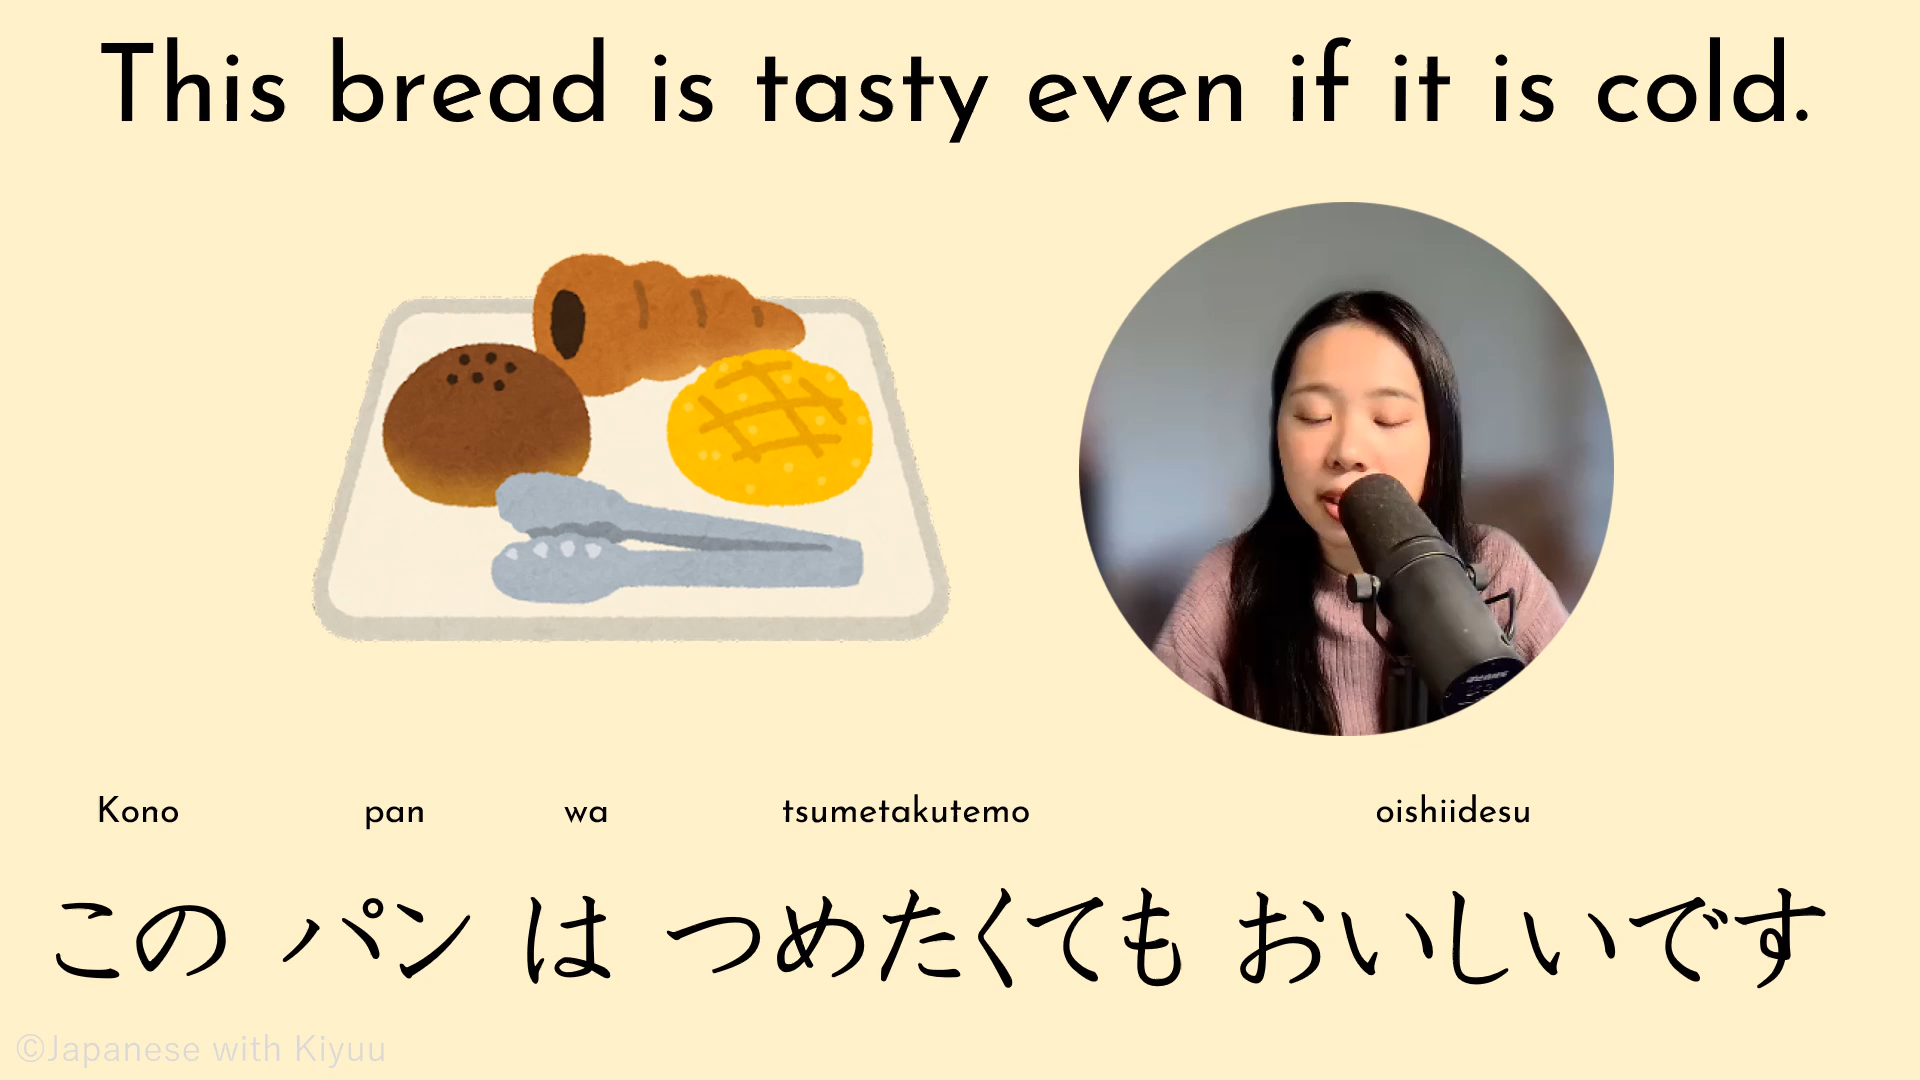 This bread is tasty even if it is cold.
Kono pan wa tsumetakutemo oishiidesu
この パン は つめたくても おいしいです
©Japanese with Kiyuu